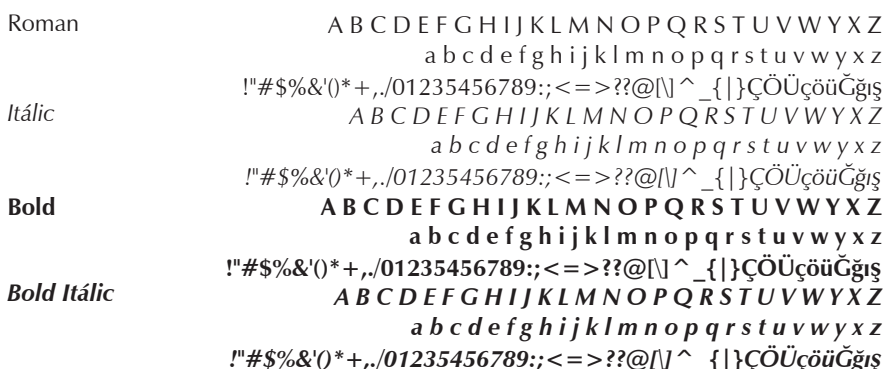 Roman A B C D E F G H I J K L M N O P Q R S T U V W Y X Z
a b c d e f g h i j k l m n o p q r s t u v w y x z
!"#$%&'()*+,./01235456789:;<=>??@[\]^_{|}ÇÖÜçöüĞğış
Itálic A B C D E F G H I J K L M N O P Q R S T U V W Y X Z
a b c d e f g h i j k l m n o p q r s t u v w y x z
!"#$%&'()*+,./01235456789:;<=>??@[\]^_{|}ÇÖÜçöüĞğış
Bold A B C D E F G H I J K L M N O P Q R S T U V W Y X Z
a b c d e f g h i j k l m n o p q r s t u v w y x z
!"#$%&'()*+,./01235456789:;<=>??@[\]^_{|}ÇÖÜçöüĞğış
Bold Itálic A B C D E F G H I J K L M N O P Q R S T U V W Y X Z
a b c d e f g h i j k l m n o p q r s t u v w y x z
!"#$%&'()*+,./01235456789:;<=>??@[\]^_{|}ÇÖÜçöüĞğış